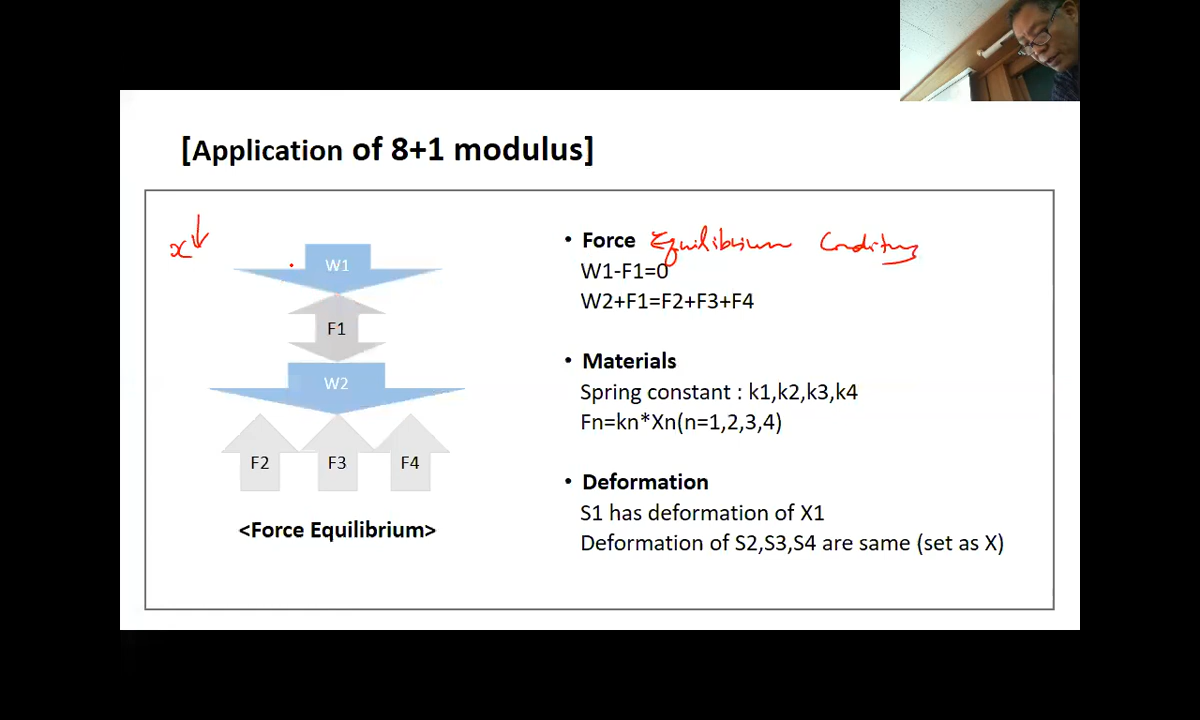 [Application of 8+1 modulus]
x
W1
F1
W2
F2 F3 F4
<Force Equilibrium>
• Force Equilibrium Conditions
W1-F1=0
W2+F1=F2+F3+F4
• Materials
Spring constant : k1,k2,k3,k4
Fn=kn*Xn(n=1,2,3,4)
• Deformation
S1 has deformation of X1
Deformation of S2,S3,S4 are same (set as X)